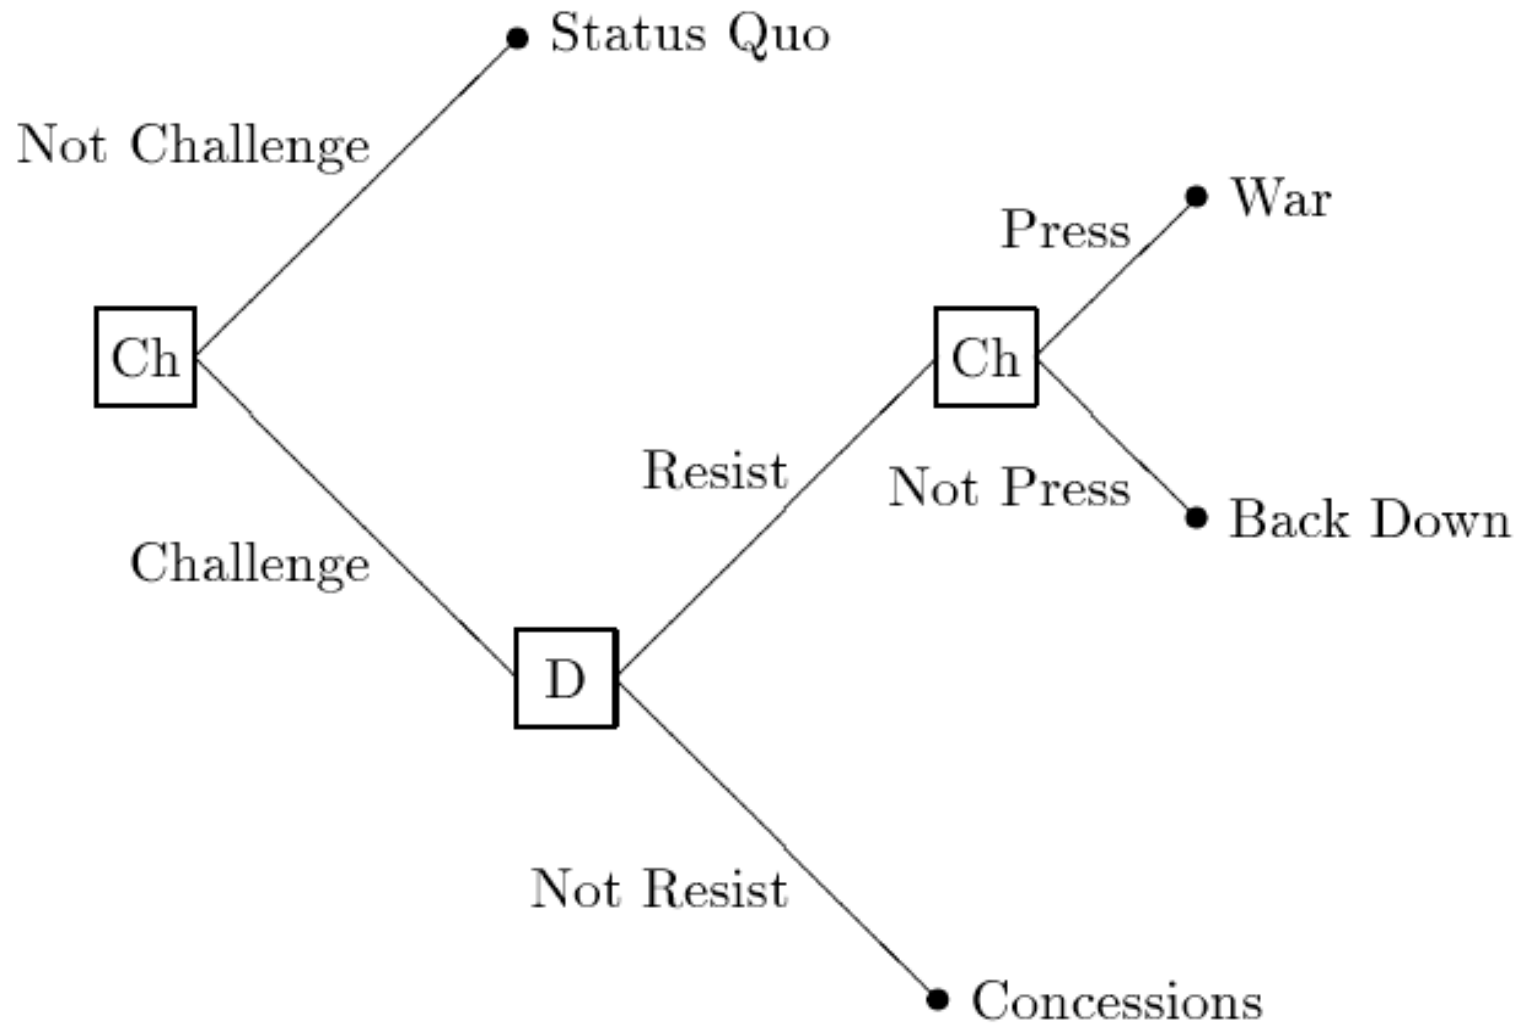 Status Quo
Not Challenge
War
Press
Ch
Ch
Resist
Not Press
Back Down
Challenge
D
Not Resist
Concessions